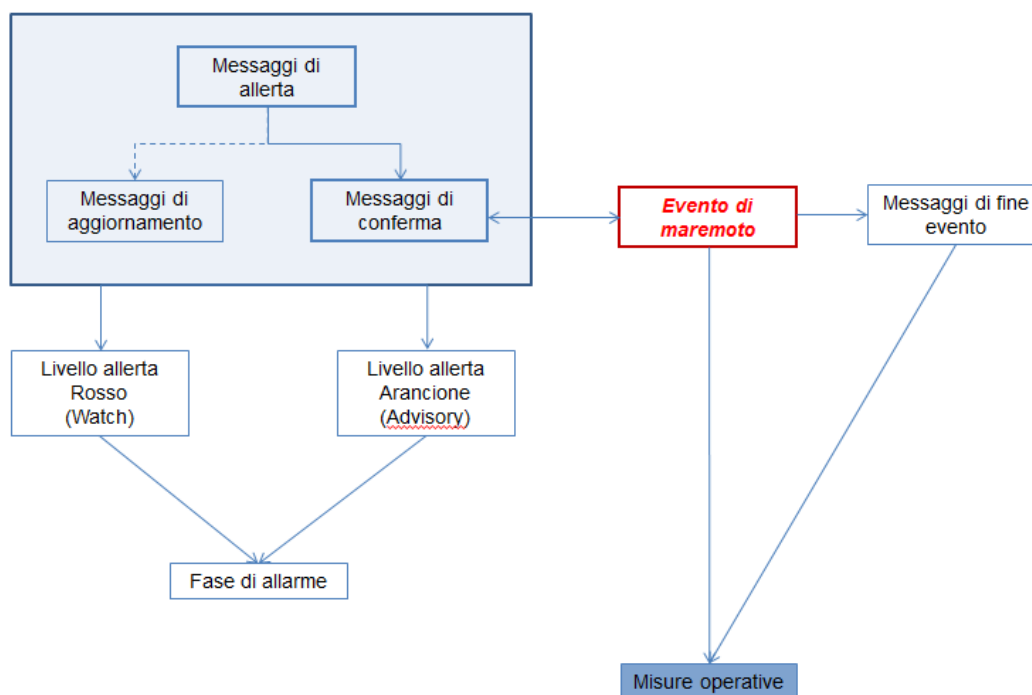 Messaggi di
allerta
Messaggi di
aggiornamento
Messaggi di
conferma
Evento di
maremoto
Messaggi di fine
evento
Livello allerta
Rosso
(Watch)
Livello allerta
Arancione
(Advisory)
Fase di allarme
Misure operative